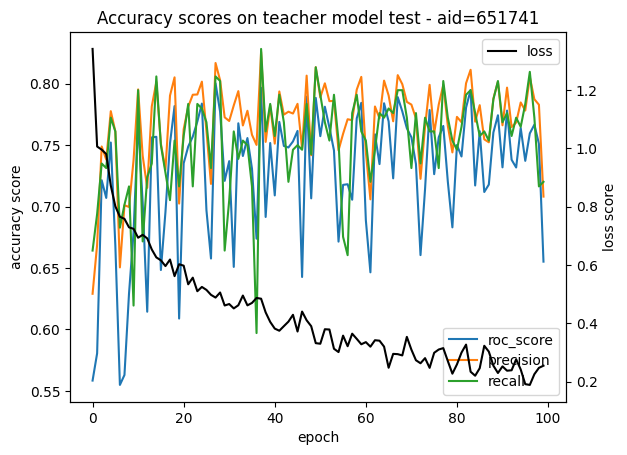 Accuracy scores on teacher model test - aid=651741
loss
0.80
0.75
0.70
0.65
0.60
0.55
accuracy score
1.2
1.0
0.8
0.6
0.4
0.2
loss score
roc_score
precision
recall
0
20
40
60
80
100
epoch